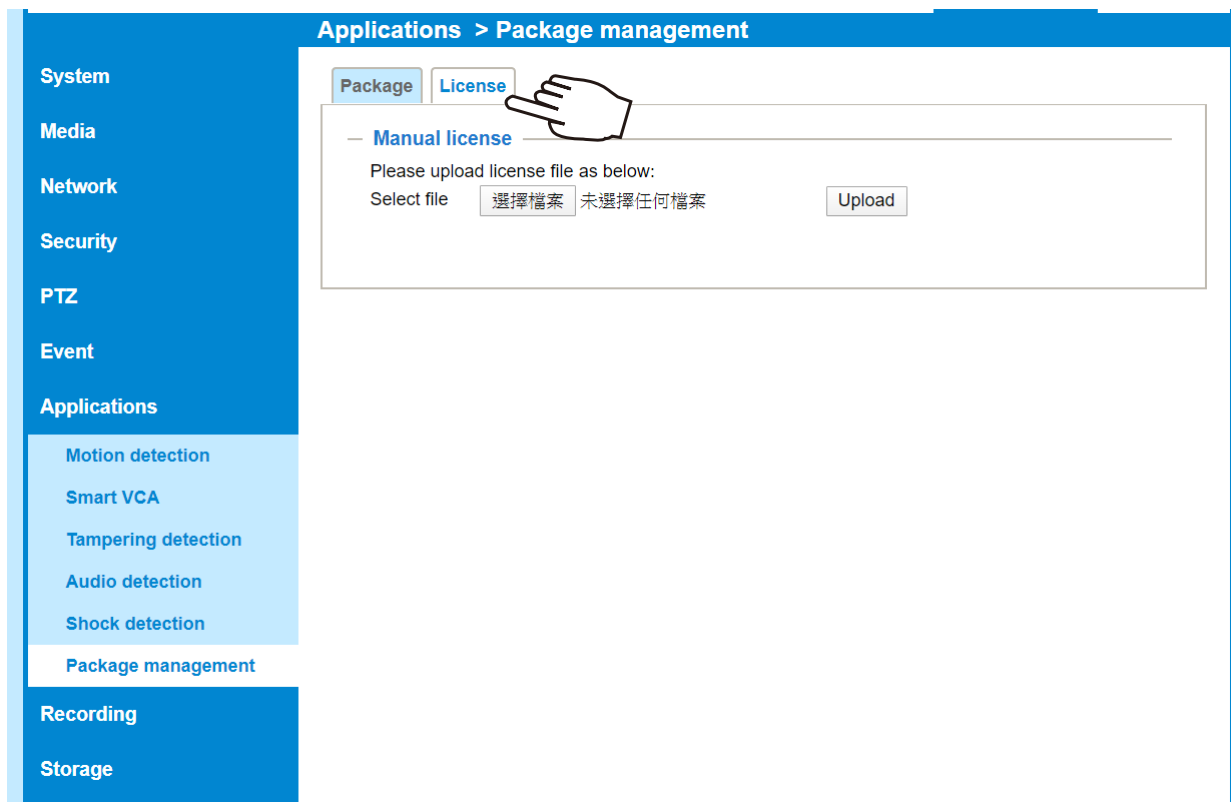 Applications > Package management
System
Media
Network
Security
PTZ
Event
Applications
Motion detection
Smart VCA
Tampering detection
Audio detection
Shock detection
Package management
Recording
Storage
Package License
Manual license
Please upload license file as below:
Select file 選擇檔案 未選擇任何檔案 Upload